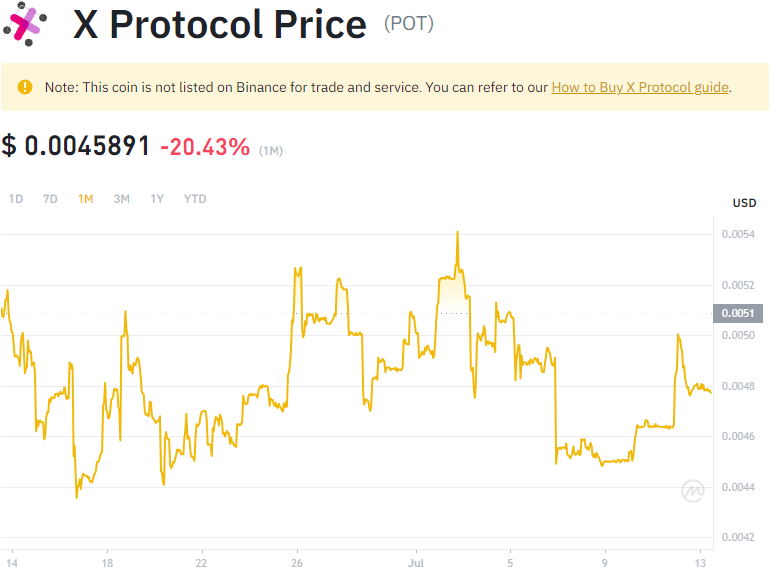 X Protocol Price (POT)
Note: This coin is not listed on Binance for trade and service. You can refer to our How to Buy X Protocol guide.
$ 0.0045891 -20.43% (1M)
1D 7D 1M 3M 1Y YTD
USD
0.0054
0.0052
0.0051
0.0050
0.0048
0.0046
0.0044
0.0042
14 18 22 26 Jul 5 9 13